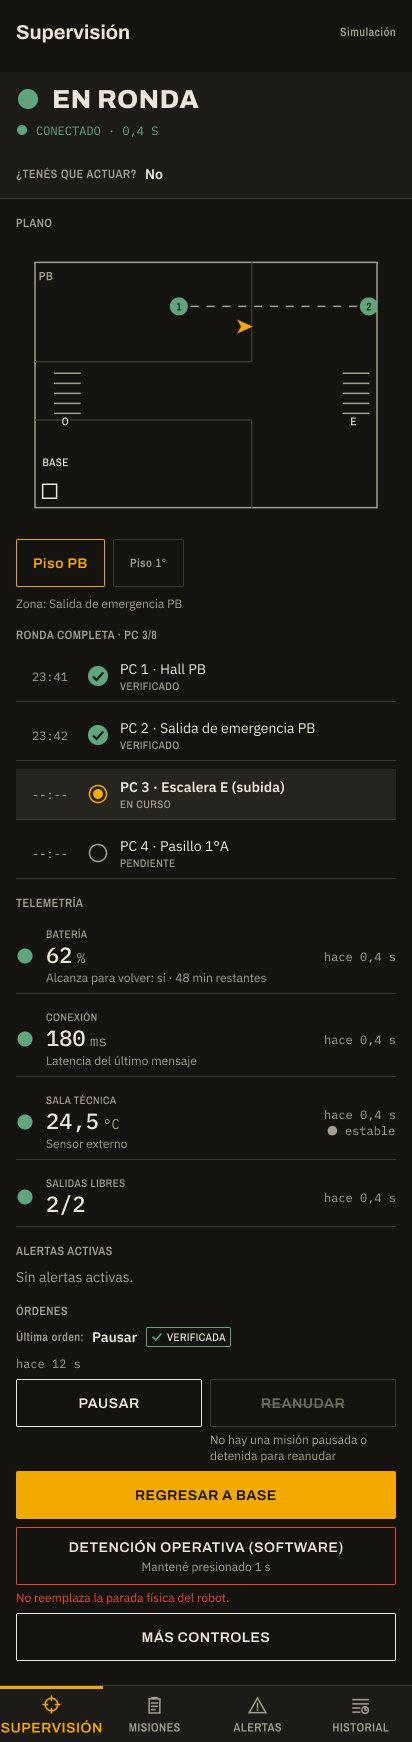 Supervisión
Simulación
EN RONDA
CONECTADO · 0,4 S
¿TENÉS QUE ACTUAR? No
PLANO
PB
1
2
O
E
BASE
Piso PB
Piso 1°
Zona: Salida de emergencia PB
RONDA COMPLETA · PC 3/8
23:41
PC 1 · Hall PB
VERIFICADO
23:42
PC 2 · Salida de emergencia PB
VERIFICADO
--:--
PC 3 · Escalera E (subida)
EN CURSO
--:--
PC 4 · Pasillo 1°A
PENDIENTE
TELEMETRÍA
BATERÍA
62 %
hace 0,4 s
Alcanza para volver: sí · 48 min restantes
CONEXIÓN
180 ms
hace 0,4 s
Latencia del último mensaje
SALA TÉCNICA
24,5 °C
hace 0,4 s
estable
Sensor externo
SALIDAS LIBRES
2/2
hace 0,4 s
ALERTAS ACTIVAS
Sin alertas activas.
ÓRDENES
Última orden: Pausar VERIFICADA
hace 12 s
PAUSAR
REANUDAR
No hay una misión pausada o
detenida para reanudar
REGRESAR A BASE
DETENCIÓN OPERATIVA (SOFTWARE)
Mantené presionado 1 s
No reemplaza la parada física del robot.
MÁS CONTROLES
SUPERVISIÓN
MISIONES
ALERTAS
HISTORIAL